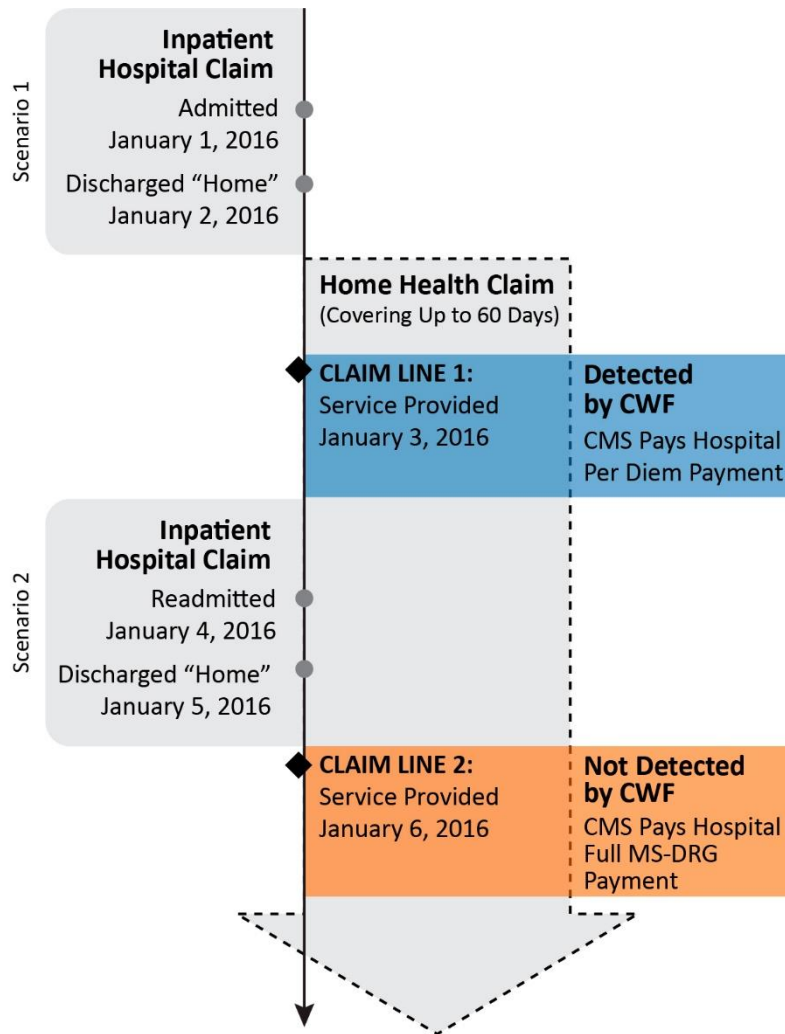 Scenario 1
Inpatient
Hospital Claim
Admitted
January 1, 2016
Discharged “Home”
January 2, 2016
Home Health Claim
(Covering Up to 60 Days)
CLAIM LINE 1:
Service Provided
January 3, 2016
Detected
by CWF
CMS Pays Hospital
Per Diem Payment
Scenario 2
Inpatient
Hospital Claim
Readmitted
January 4, 2016
Discharged “Home”
January 5, 2016
CLAIM LINE 2:
Service Provided
January 6, 2016
Not Detected
by CWF
CMS Pays Hospital
Full MS-DRG
Payment